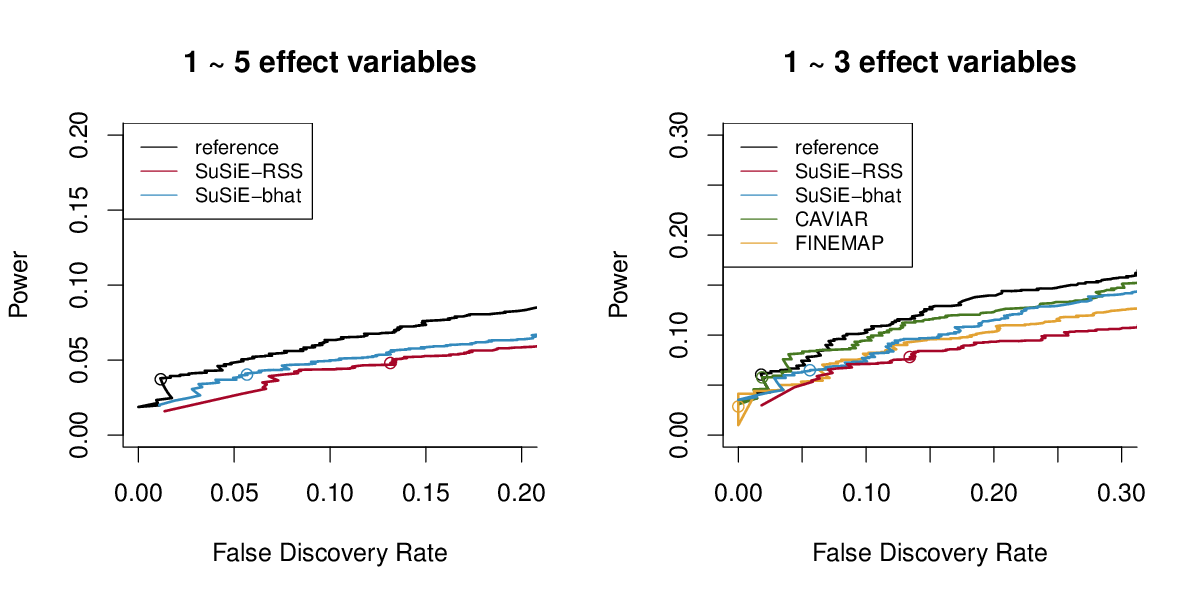 1 ~ 5 effect variables
reference
SuSiE−RSS
SuSiE−bhat
0.20
0.15
0.10
0.05
0.00
Power
0.00 0.05 0.10 0.15 0.20
False Discovery Rate
1 ~ 3 effect variables
reference
SuSiE−RSS
SuSiE−bhat
CAVIAR
FINEMAP
0.30
0.20
0.10
0.00
Power
0.00 0.10 0.20 0.30
False Discovery Rate